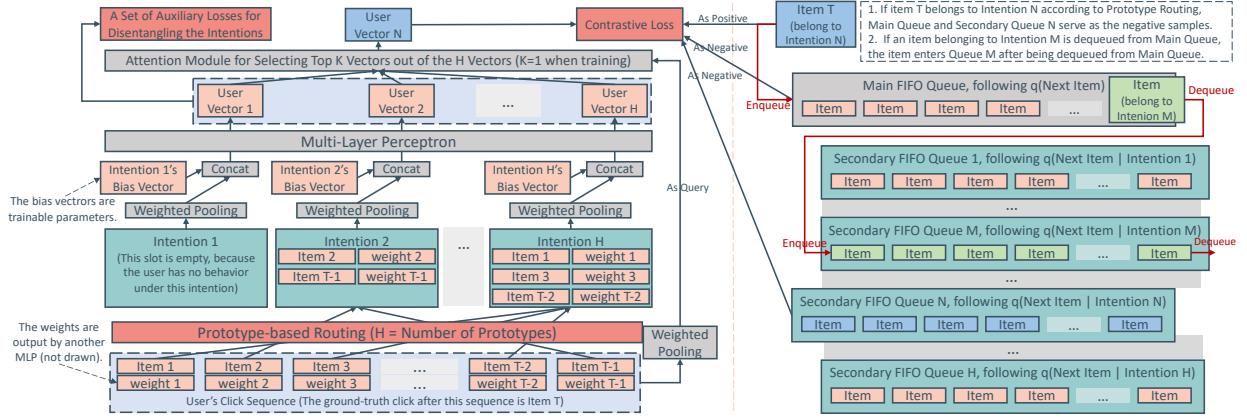 A Set of Auxiliary Losses for
Disentangling the Intentions
User
Vector N
Contrastive Loss
As Positive
As Negative
As Negative
Item T
(belong to
Intention N)
1. If item T belongs to Intention N according to Prototype Routing,
Main Queue and Secondary Queue N serve as the negative samples.
2. If an item belonging to Intention M is dequeued from Main Queue,
the item enters Queue M after being dequeued from Main Queue.
Attention Module for Selecting Top K Vectors out of the H Vectors (K=1 when training)
User
Vector 1
User
Vector 2
...
User
Vector H
Multi-Layer Perceptron
Intention 1's
Bias Vector
Concat
Intention 2's
Bias Vector
Concat
Intention H's
Bias Vector
Concat
As Query
The bias vectrors are
trainable parameters.
Weighted Pooling
Weighted Pooling
Weighted Pooling
Intention 1
(This slot is empty, because
the user has no behavior
under this intention)
Intention 2
Item 2 weight 2
Item T-1 weight T-1
...
Intention H
Item 1 weight 1
Item 3 weight 3
Item T-2 weight T-2
The weights are
output by another
MLP (not drawn).
Prototype-based Routing (H = Number of Prototypes)
Weighted
Pooling
Item 1 Item 2 Item 3 ... Item T-2 Item T-1
weight 1 weight 2 weight 3 ... weight T-2 weight T-1
User's Click Sequence (The ground-truth click after this sequence is Item T)
Main FIFO Queue, following q(Next Item)
Enqueue
Item Item Item Item ...
Item
(belong to
Intenion M)
Dequeue
Secondary FIFO Queue 1, following q(Next Item | Intention 1)
Item Item Item Item ... Item
...
Secondary FIFO Queue M, following q(Next Item | Intention M)
Enqueue
Item Item Item Item ... Item
Dequeue
...
Secondary FIFO Queue N, following q(Next Item | Intention N)
Item Item Item Item ... Item
...
Secondary FIFO Queue H, following q(Next Item | Intention H)
Item Item Item Item ... Item